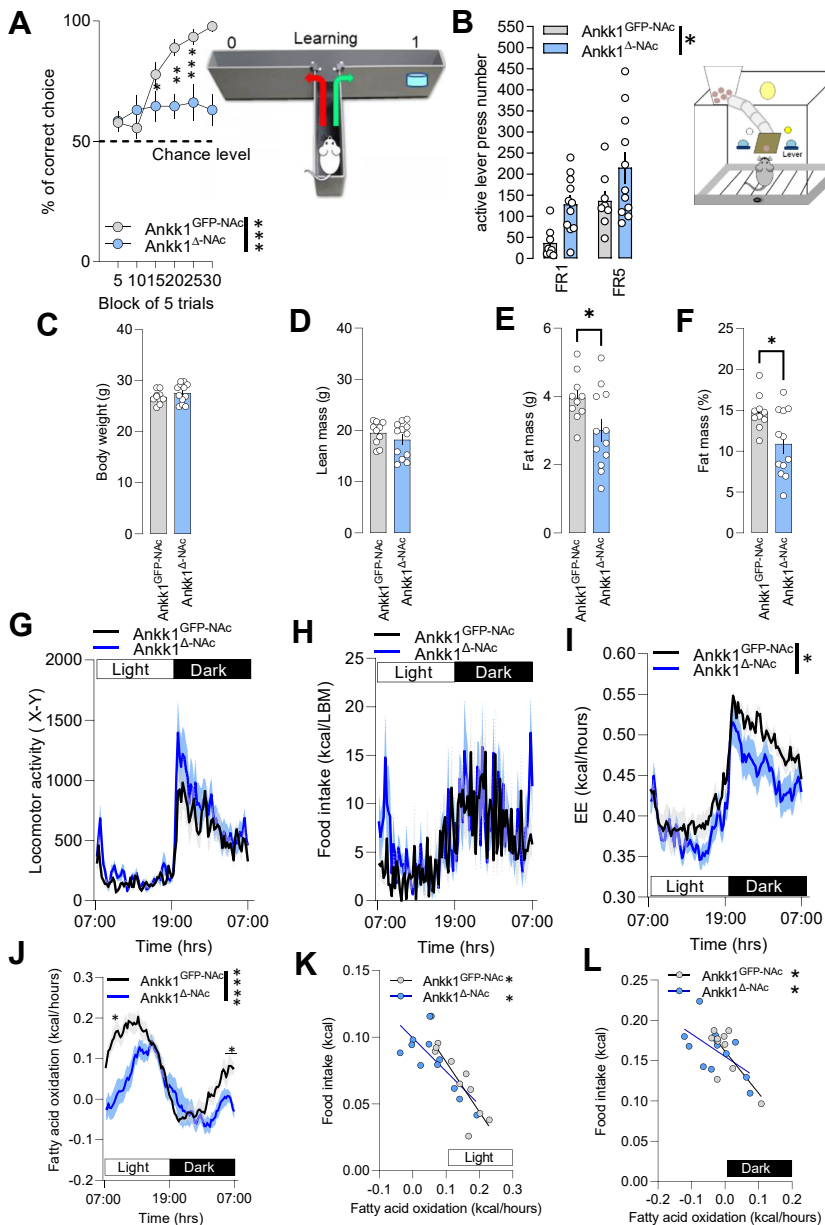 A
% of correct choice
100
50
0
Chance level
Ankk1GFP-NAc
Ankk1Δ-NAc
* * *
*
* *
* * *
5 10 15 20 25 30
Block of 5 trials
0 Learning 1
B
Ankk1GFP-NAc
Ankk1Δ-NAc
*
active lever press number
550
500
450
400
350
300
250
200
150
100
50
0
FR1
FR5
Lever
C
Body weight (g)
40
30
20
10
0
Ankk1GFP-NAc
Ankk1Δ-NAc
D
Lean mass (g)
40
30
20
10
0
Ankk1GFP-NAc
Ankk1Δ-NAc
E
Fat mass (g)
6
4
2
0
*
Ankk1GFP-NAc
Ankk1Δ-NAc
F
Fat mass (%)
25
20
15
10
5
0
*
Ankk1GFP-NAc
Ankk1Δ-NAc
G
Ankk1GFP-NAc
Ankk1Δ-NAc
Light Dark
Locomotor activity ( X-Y)
2000
1500
1000
500
0
07:00 19:00 07:00
Time (hrs)
H
Ankk1GFP-NAc
Ankk1Δ-NAc
Light Dark
Food intake (kcal/LBM)
25
20
15
10
5
0
07:00 19:00 07:00
Time (hrs)
I
Ankk1GFP-NAc
Ankk1Δ-NAc
*
EE (kcal/hours)
0.60
0.55
0.50
0.45
0.40
0.35
0.30
Light Dark
07:00 19:00 07:00
Time (hrs)
J
Ankk1GFP-NAc
Ankk1Δ-NAc
* * * *
*
*
Fatty acid oxidation (kcal/hours)
0.3
0.2
0.1
0.0
-0.1
-0.2
Light Dark
07:00 19:00 07:00
Time (hrs)
K
Ankk1GFP-NAc *
Ankk1Δ-NAc *
Food intake (kcal)
0.15
0.10
0.05
0.00
Light
-0.1 0.0 0.1 0.2 0.3
Fatty acid oxidation (kcal/hours)
L
Ankk1GFP-NAc *
Ankk1Δ-NAc *
Food intake (kcal)
0.25
0.20
0.15
0.10
0.05
0.00
Dark
-0.2 -0.1 0.0 0.1 0.2
Fatty acid oxidation (kcal/hours)